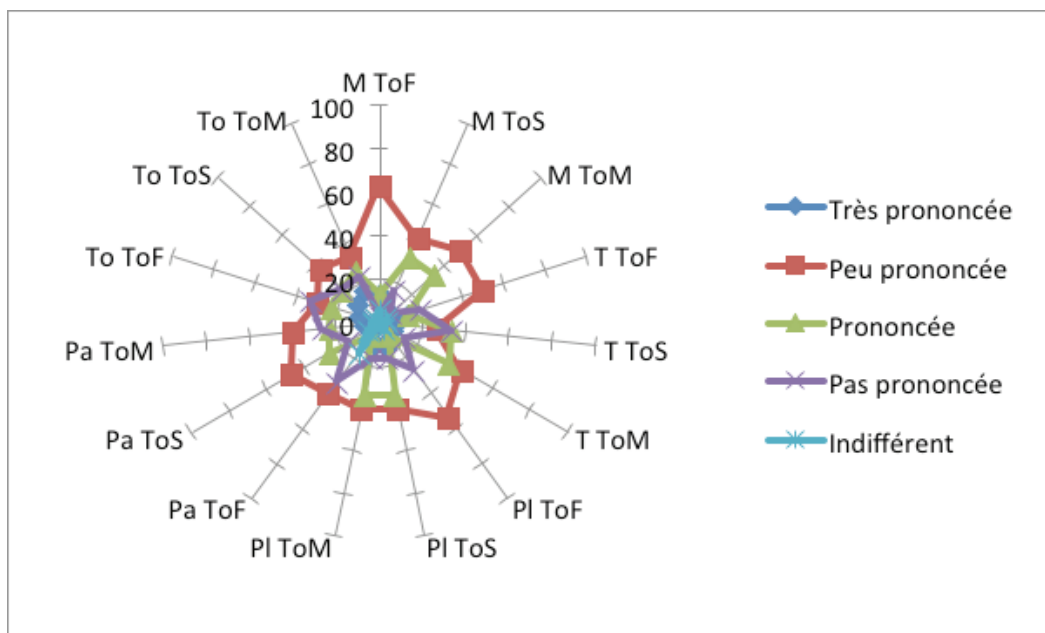 M ToF
M ToS
M ToM
T ToF
T ToS
T ToM
Pl ToF
Pl ToS
Pl ToM
Pa ToF
Pa ToS
Pa ToM
To ToF
To ToS
To ToM
100
80
60
40
20
0
Très prononcée
Peu prononcée
Prononcée
Pas prononcée
Indifférent